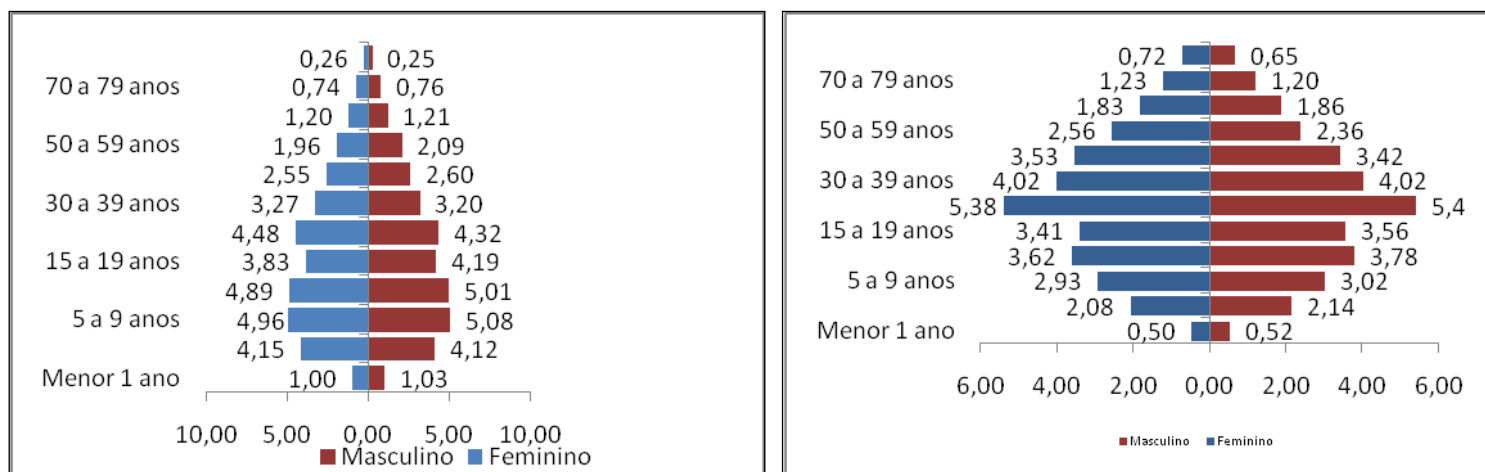 0,26 0,25
70 a 79 anos 0,74 0,76
1,20 1,21
50 a 59 anos 1,96 2,09
2,55 2,60
30 a 39 anos 3,27 3,20
4,48 4,32
15 a 19 anos 3,83 4,19
4,89 5,01
5 a 9 anos 4,96 5,08
4,15 4,12
Menor 1 ano 1,00 1,03
10,00 5,00 0,00 5,00 10,00
Masculino Feminino
0,72 0,65
70 a 79 anos 1,23 1,20
1,83 1,86
50 a 59 anos 2,56 2,36
3,53 3,42
30 a 39 anos 4,02 4,02
5,38 5,4
15 a 19 anos 3,41 3,56
3,62 3,78
5 a 9 anos 2,93 3,02
2,08 2,14
Menor 1 ano 0,50 0,52
6,00 4,00 2,00 0,00 2,00 4,00 6,00
Masculino Feminino